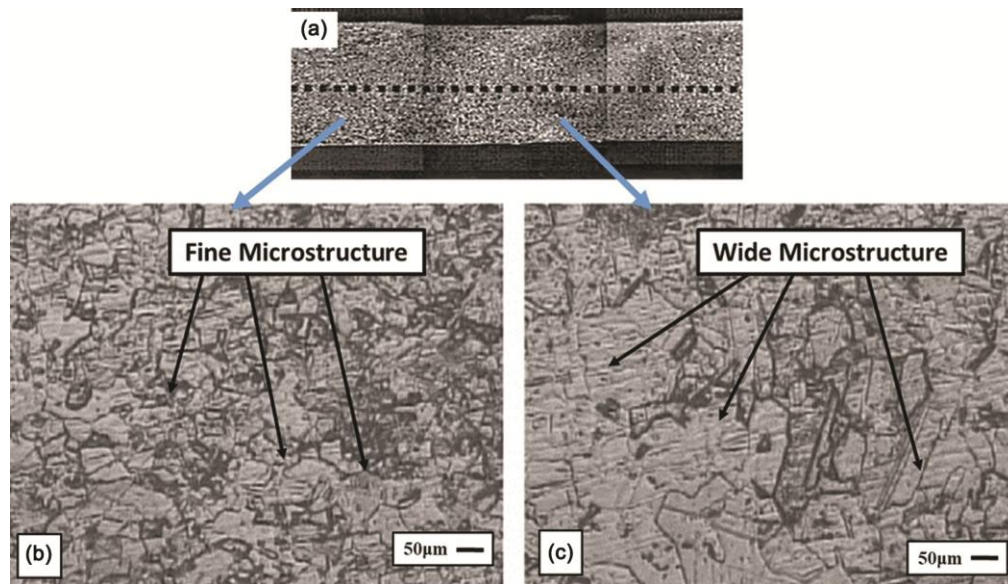 (a)
Fine Microstructure
Wide Microstructure
(b)
50μm
(c)
50μm